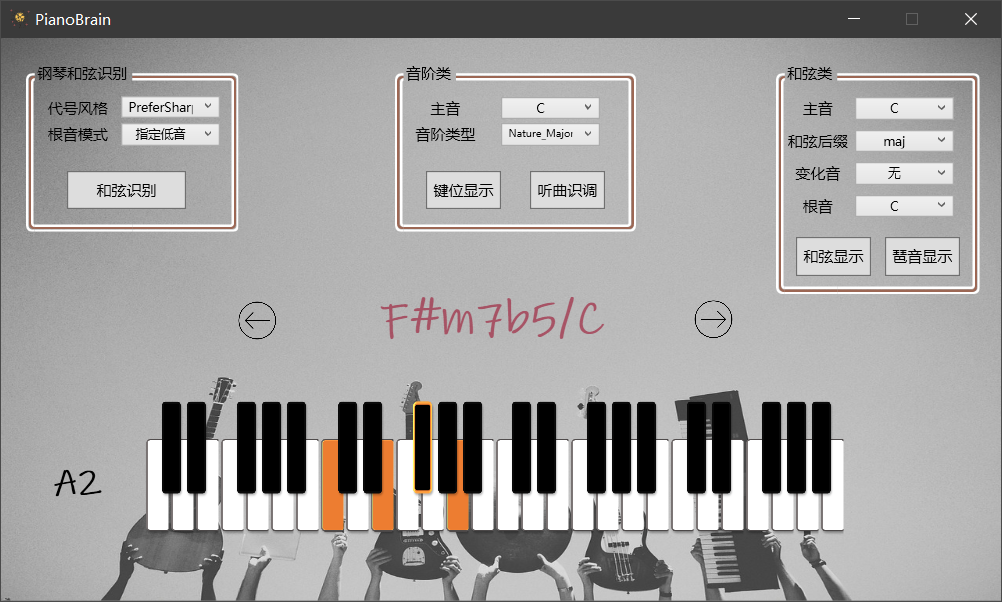 PianoBrain
钢琴和弦识别
代号风格 PreferShar
根音模式 指定低音
和弦识别
音阶类
主音 C
音阶类型 Nature_Major
键位显示 听曲识调
和弦类
主音 C
和弦后缀 maj
变化音 无
根音 C
和弦显示 琶音显示
F#m7b5/C
A2